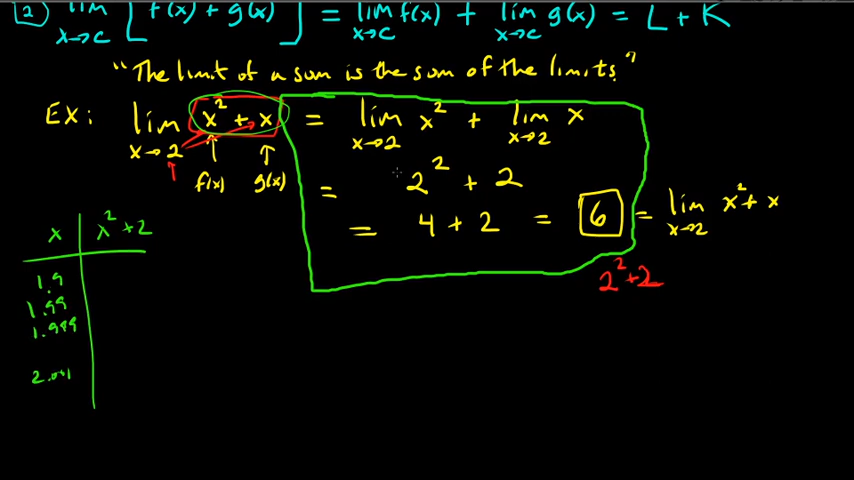 [2] lim x→c [f(x) + g(x)] = lim x→c f(x) + lim x→c g(x) = L + K
"The limit of a sum is the sum of the limits."
EX: lim x→2 x² + x = lim x→2 x² + lim x→2 x
↑ f(x) ↑ g(x)
= 2² + 2
= 4 + 2 = 6 = lim x→2 x² + x
2²+2
x | x²+2
1.9
1.99
1.999
2.001